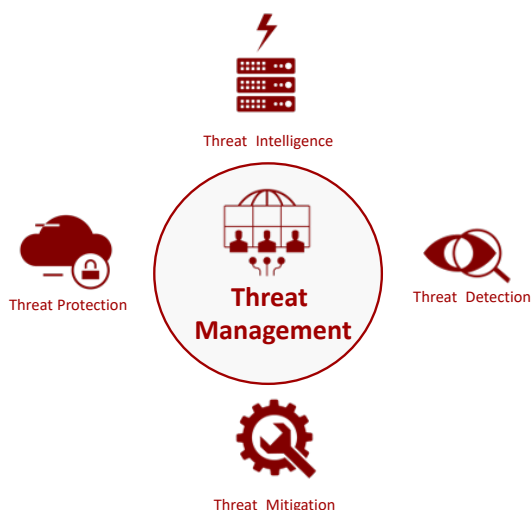 Threat Intelligence
Threat Protection
Threat
Management
Threat Detection
Threat Mitigation